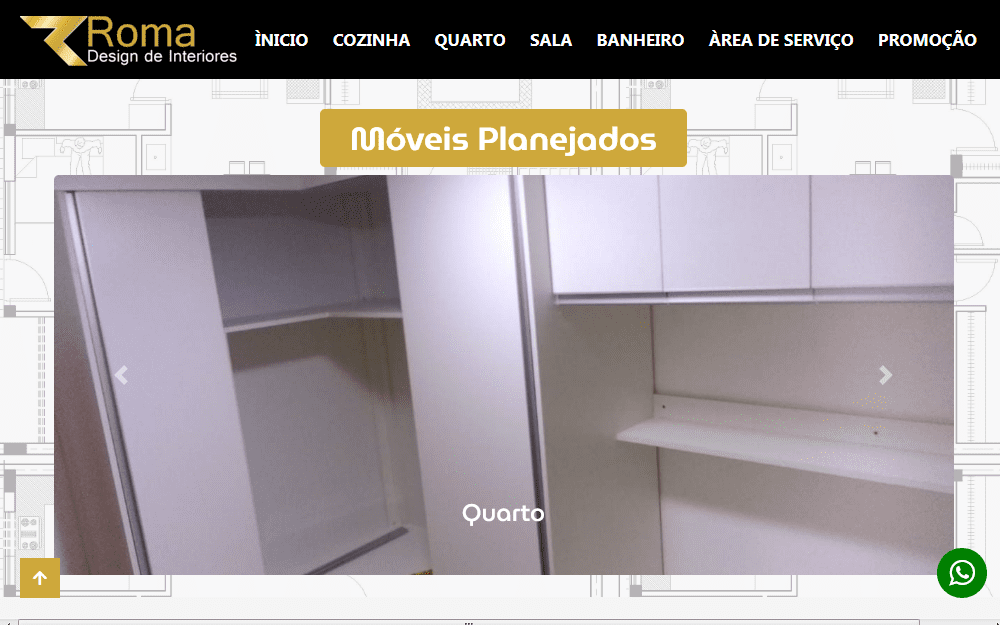 Roma
Design de Interiores
ÌNICIO
COZINHA
QUARTO
SALA
BANHEIRO
ÀREA DE SERVIÇO
PROMOÇÃO
Móveis Planejados
Quarto